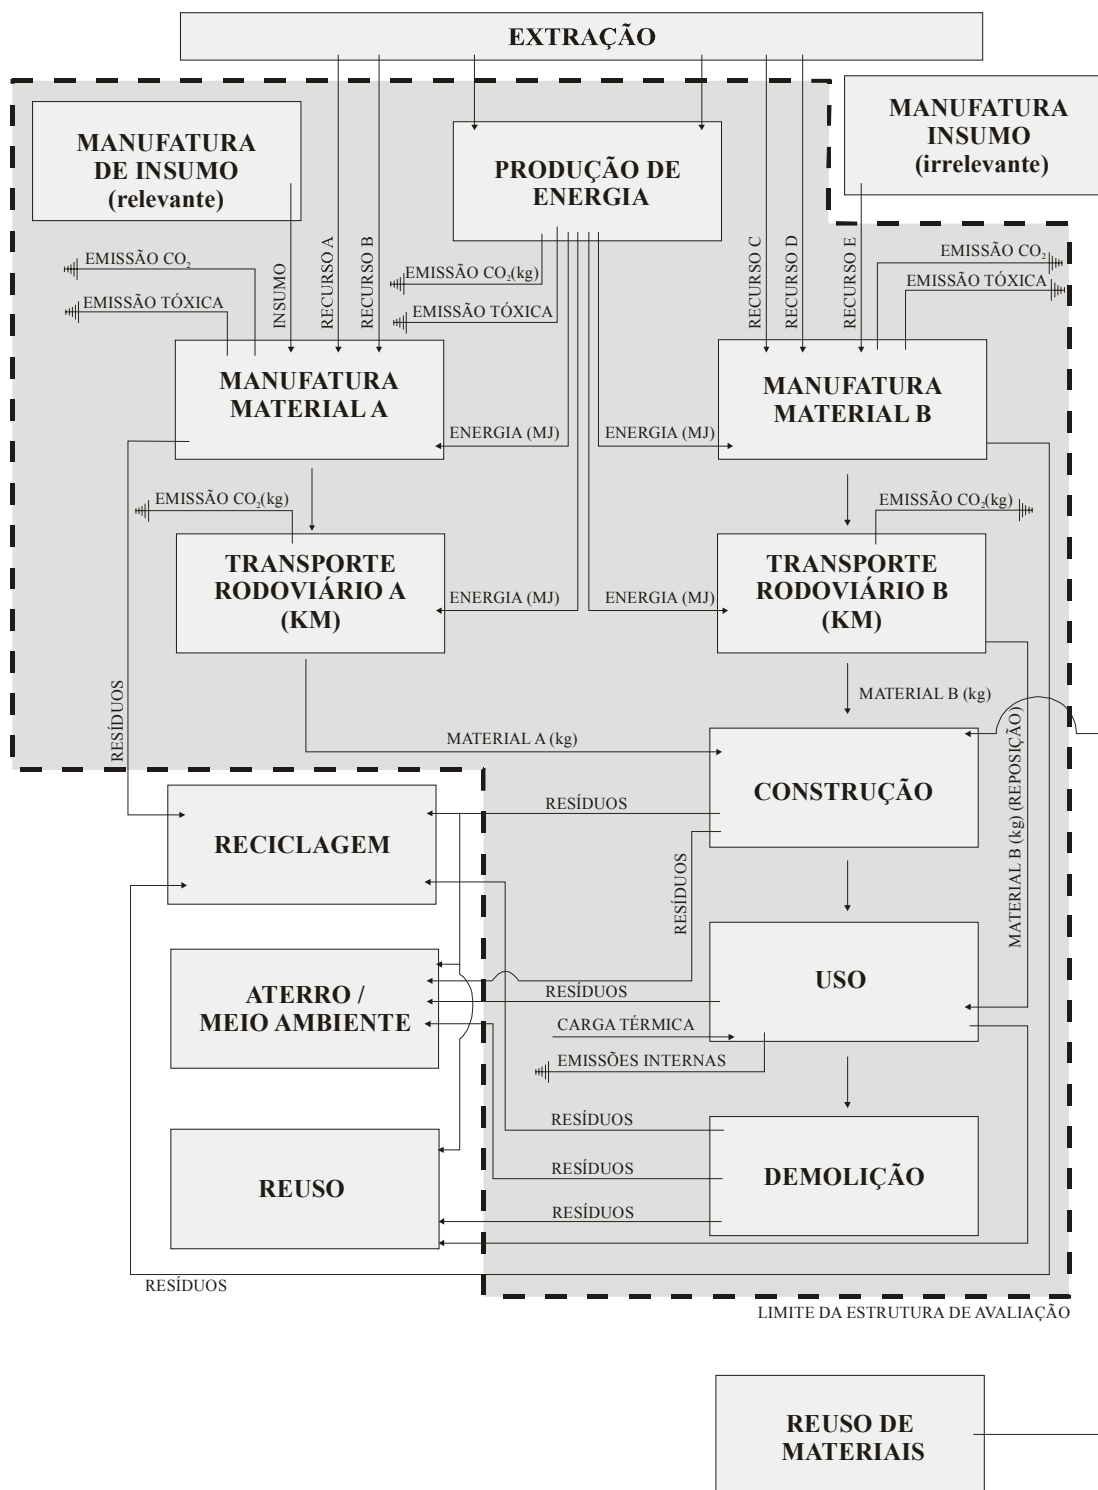 EXTRAÇÃO
MANUFATURA
DE INSUMO
(relevante)
PRODUÇÃO DE
ENERGIA
MANUFATURA
INSUMO
(irrelevante)
EMISSÃO CO₂
EMISSÃO TÓXICA
INSUMO
RECURSO A
RECURSO B
EMISSÃO CO₂(kg)
EMISSÃO TÓXICA
RECURSO C
RECURSO D
RECURSO E
EMISSÃO CO₂
EMISSÃO TÓXICA
MANUFATURA
MATERIAL A
ENERGIA (MJ)
ENERGIA (MJ)
MANUFATURA
MATERIAL B
EMISSÃO CO₂(kg)
EMISSÃO CO₂(kg)
TRANSPORTE
RODOVIÁRIO A
(KM)
ENERGIA (MJ)
ENERGIA (MJ)
TRANSPORTE
RODOVIÁRIO B
(KM)
RESÍDUOS
MATERIAL A (kg)
MATERIAL B (kg)
MATERIAL B (kg) (REPOSIÇÃO)
CONSTRUÇÃO
RESÍDUOS
RECICLAGEM
RESÍDUOS
ATERRO /
MEIO AMBIENTE
RESÍDUOS
USO
CARGA TÉRMICA
EMISSÕES INTERNAS
RESÍDUOS
RESÍDUOS
RESÍDUOS
DEMOLIÇÃO
REUSO
RESÍDUOS
LIMITE DA ESTRUTURA DE AVALIAÇÃO
REUSO DE
MATERIAIS